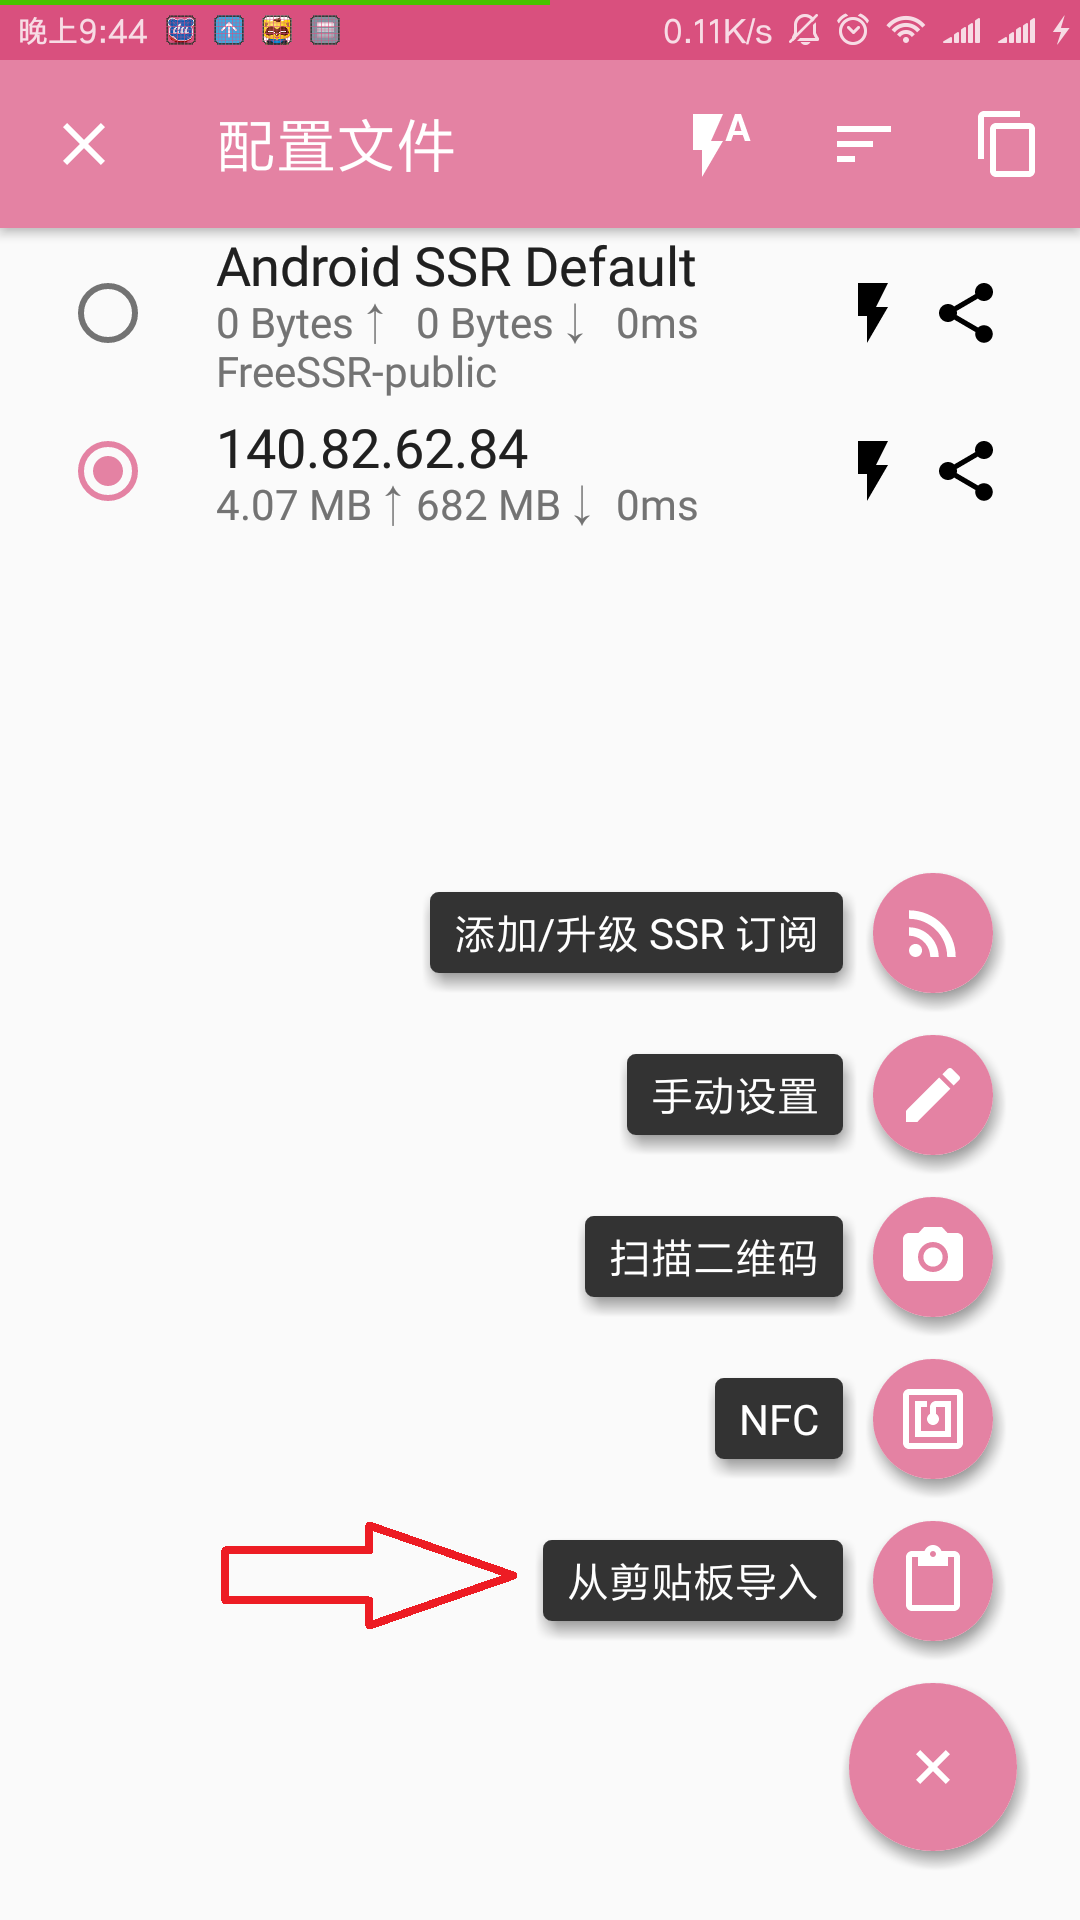 晚上9:44 0.11K/s
配置文件 A
Android SSR Default
0 Bytes↑ 0 Bytes↓ 0ms
FreeSSR-public
140.82.62.84
4.07 MB↑ 682 MB↓ 0ms
添加/升级 SSR 订阅
手动设置
扫描二维码
NFC
从剪贴板导入